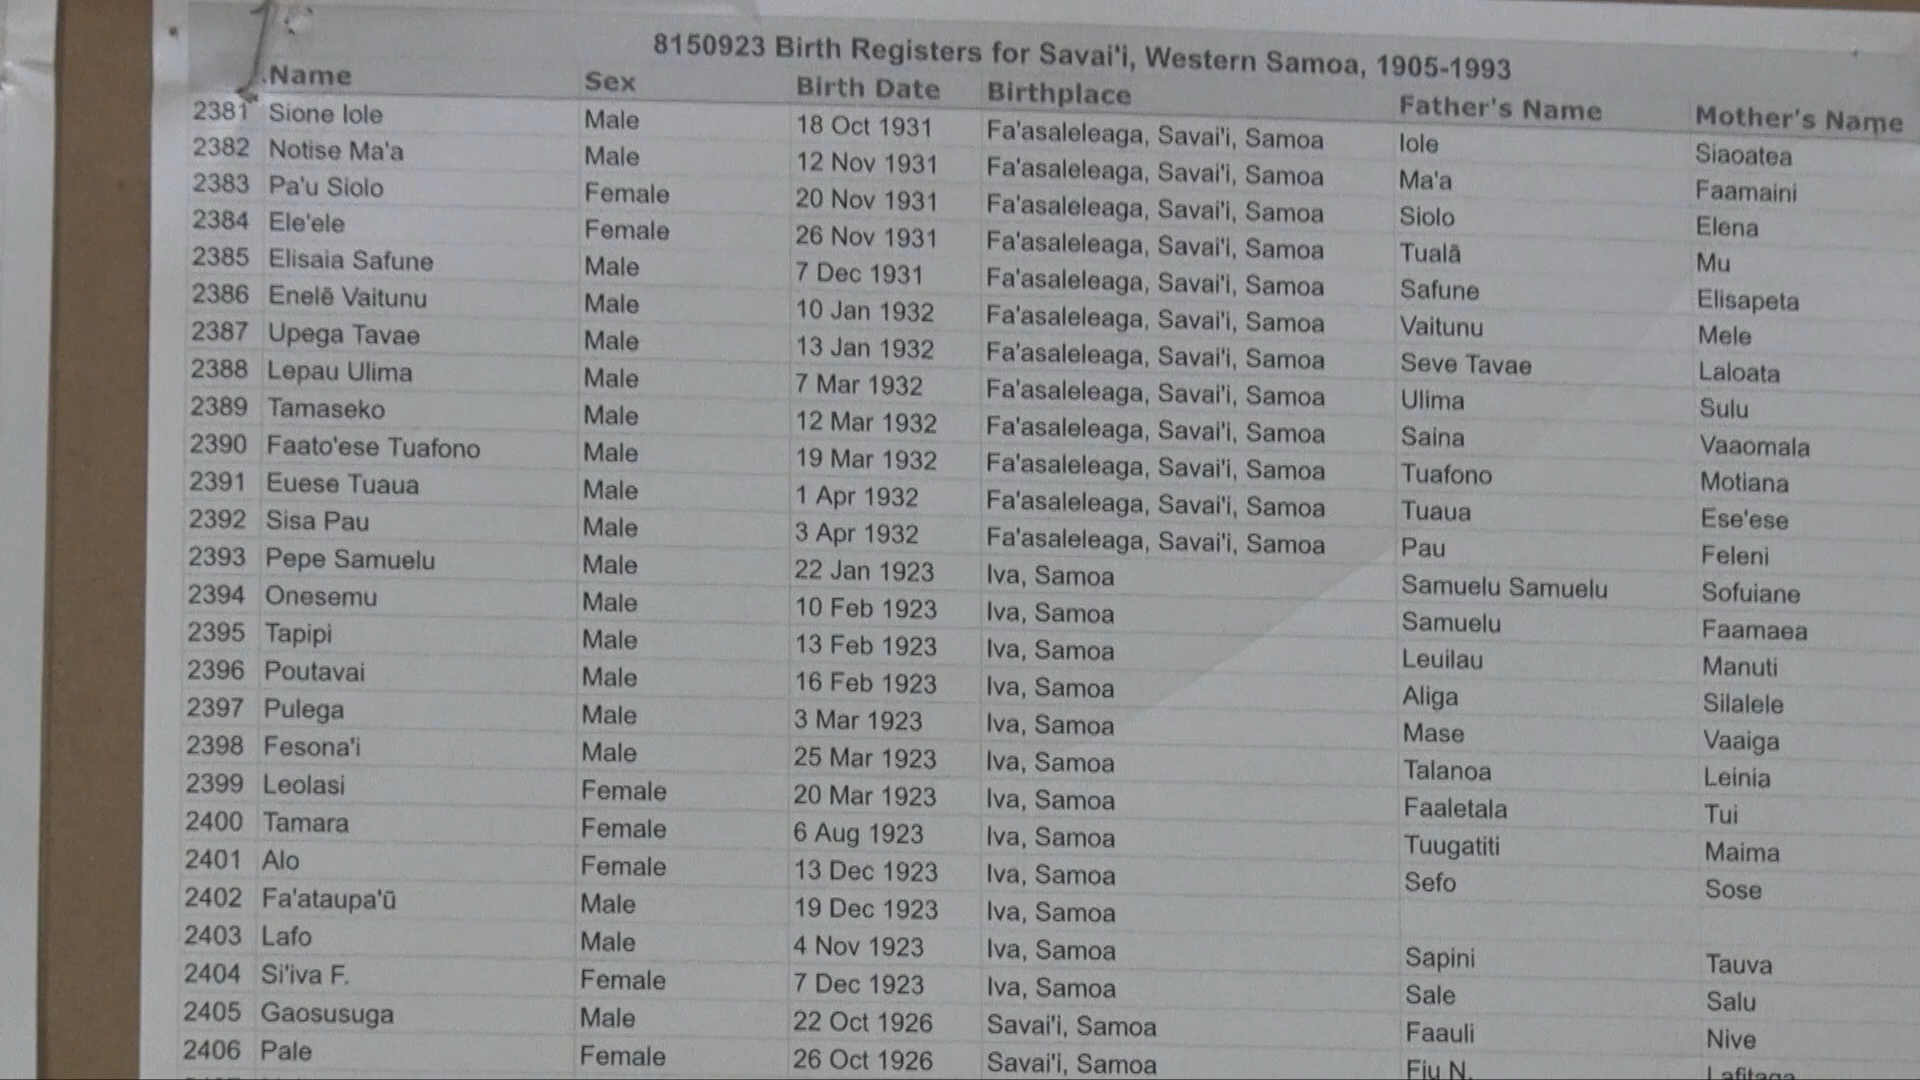 8150923 Birth Registers for Savai'i, Western Samoa, 1905-1993
Name Sex Birth Date Birthplace Father's Name Mother's Name
2381 Sione Iole Male 18 Oct 1931 Fa'asaleleaga, Savai'i, Samoa Iole Siaoatea
2382 Notise Ma'a Male 12 Nov 1931 Fa'asaleleaga, Savai'i, Samoa Ma'a Faamaini
2383 Pa'u Siolo Female 20 Nov 1931 Fa'asaleleaga, Savai'i, Samoa Siolo Elena
2384 Ele'ele Female 26 Nov 1931 Fa'asaleleaga, Savai'i, Samoa Tualā Mu
2385 Elisaia Safune Male 7 Dec 1931 Fa'asaleleaga, Savai'i, Samoa Safune Elisapeta
2386 Enelē Vaitunu Male 10 Jan 1932 Fa'asaleleaga, Savai'i, Samoa Vaitunu Mele
2387 Upega Tavae Male 13 Jan 1932 Fa'asaleleaga, Savai'i, Samoa Seve Tavae Laloata
2388 Lepau Ulima Male 7 Mar 1932 Fa'asaleleaga, Savai'i, Samoa Ulima Sulu
2389 Tamaseko Male 12 Mar 1932 Fa'asaleleaga, Savai'i, Samoa Saina Vaaomala
2390 Faato'ese Tuafono Male 19 Mar 1932 Fa'asaleleaga, Savai'i, Samoa Tuafono Motiana
2391 Euese Tuaua Male 1 Apr 1932 Fa'asaleleaga, Savai'i, Samoa Tuaua Ese'ese
2392 Sisa Pau Male 3 Apr 1932 Fa'asaleleaga, Savai'i, Samoa Pau Feleni
2393 Pepe Samuelu Male 22 Jan 1923 Iva, Samoa Samuelu Samuelu Sofuiane
2394 Onesemu Male 10 Feb 1923 Iva, Samoa Samuelu Faamaea
2395 Tapipi Male 13 Feb 1923 Iva, Samoa Leuilau Manuti
2396 Poutavai Male 16 Feb 1923 Iva, Samoa Aliga Silalele
2397 Pulega Male 3 Mar 1923 Iva, Samoa Mase Vaaiga
2398 Fesona'i Male 25 Mar 1923 Iva, Samoa Talanoa Leinia
2399 Leolasi Female 20 Mar 1923 Iva, Samoa Faaletala Tui
2400 Tamara Female 6 Aug 1923 Iva, Samoa Tuugatiti Maima
2401 Alo Female 13 Dec 1923 Iva, Samoa Sefo Sose
2402 Fa'ataupa'ū Male 19 Dec 1923 Iva, Samoa
2403 Lafo Male 4 Nov 1923 Iva, Samoa Sapini Tauva
2404 Si'iva F. Female 7 Dec 1923 Iva, Samoa Sale Salu
2405 Gaosusuga Male 22 Oct 1926 Savai'i, Samoa Faauli Nive
2406 Pale Female 26 Oct 1926 Savai'i, Samoa Fiu N.